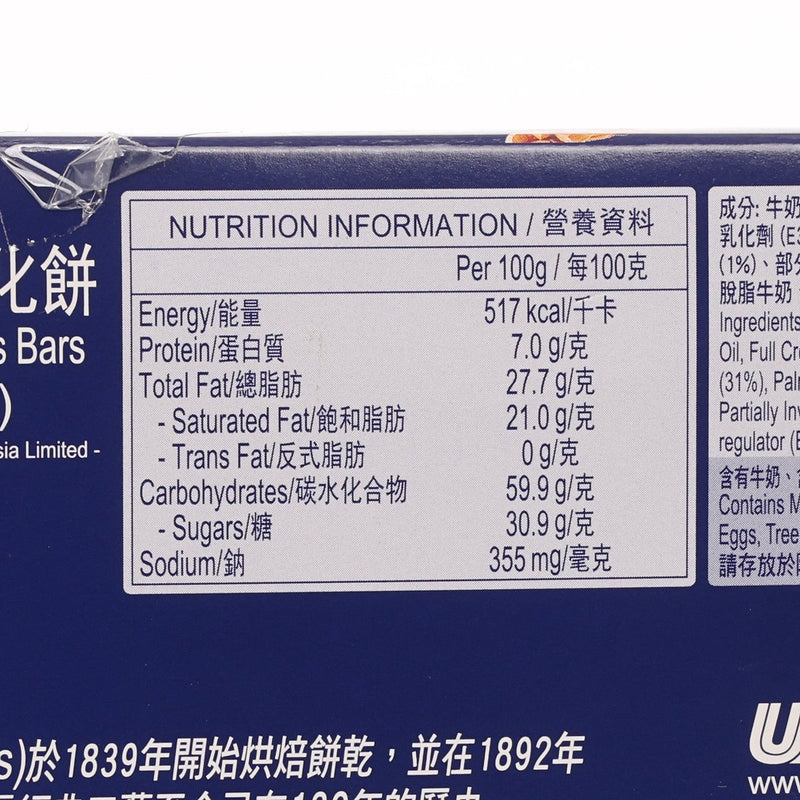 化餅
Bars
)
sia Limited -
NUTRITION INFORMATION / 營養資料
Per 100g / 每100克
Energy/能量 517 kcal/千卡
Protein/蛋白質 7.0 g/克
Total Fat/總脂肪 27.7 g/克
- Saturated Fat/飽和脂肪 21.0 g/克
- Trans Fat/反式脂肪 0 g/克
Carbohydrates/碳水化合物 59.9 g/克
- Sugars/糖 30.9 g/克
Sodium/鈉 355 mg/毫克
成分: 牛奶
乳化劑 (E3
(1%)、部分
脫脂牛奶
Ingredients
Oil, Full Cr
(31%), Paln
Partially Inv
regulator (E
含有牛奶、
Contains M
Eggs, Tree
請存放於
s)於1839年開始烘焙餅乾，並在1892年
www